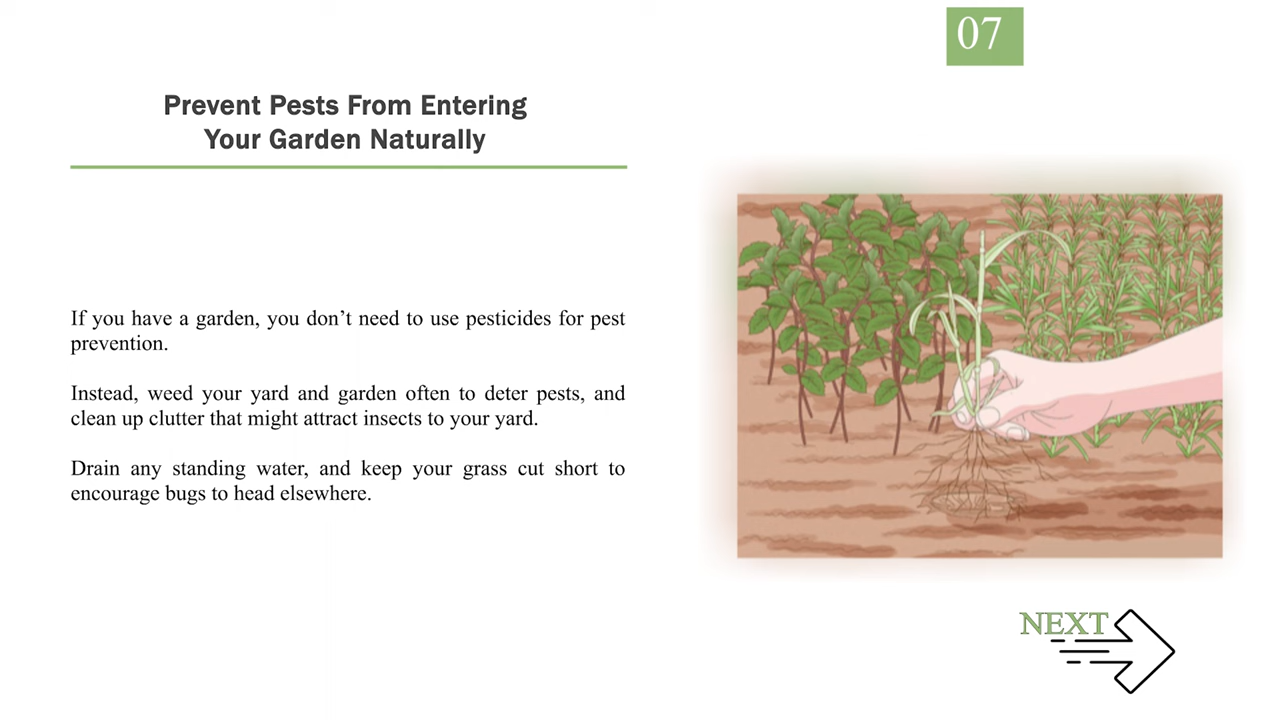 07
Prevent Pests From Entering
Your Garden Naturally
If you have a garden, you don’t need to use pesticides for pest
prevention.
Instead, weed your yard and garden often to deter pests, and
clean up clutter that might attract insects to your yard.
Drain any standing water, and keep your grass cut short to
encourage bugs to head elsewhere.
NEXT